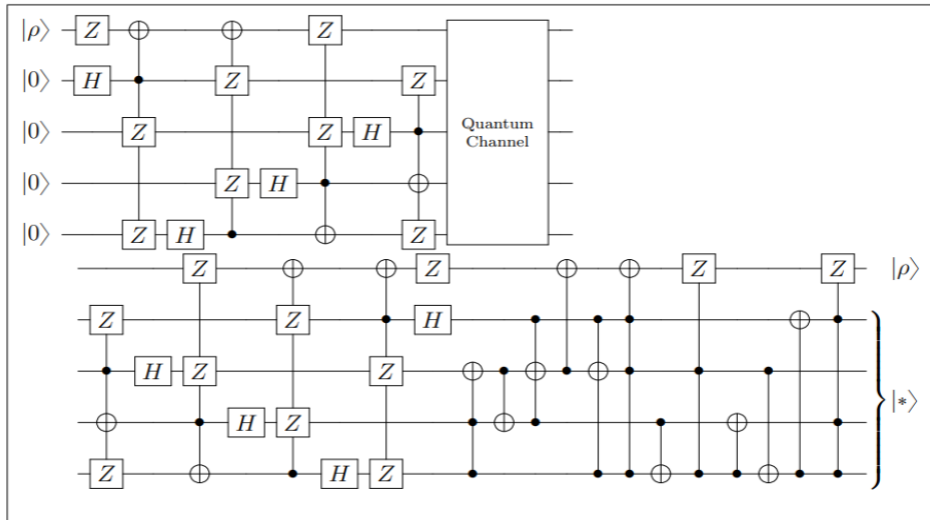 |ρ⟩ Z Z
|0⟩ H Z Z
|0⟩ Z Z H
Quantum
Channel
|0⟩ Z H
|0⟩ Z H Z
Z Z Z Z |ρ⟩
Z Z H
H Z Z
|*⟩
H Z
Z H Z